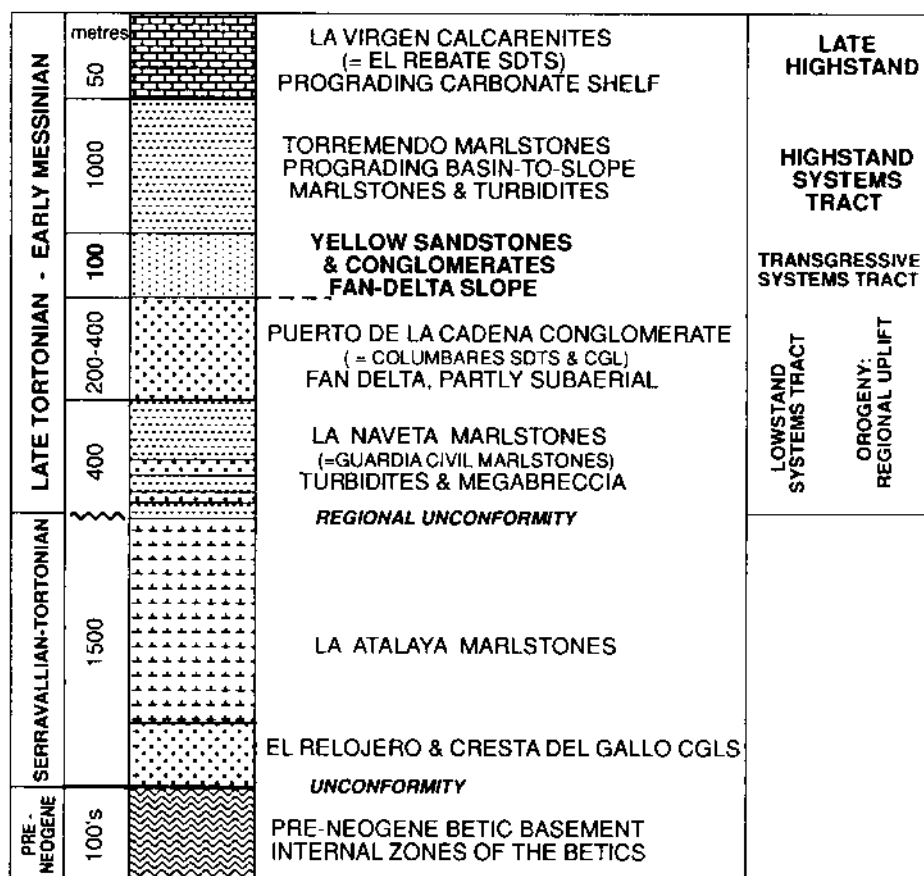 metres
50
LA VIRGEN CALCARENITES
(= EL REBATE SDTS)
PROGRADING CARBONATE SHELF
LATE
HIGHSTAND
LATE TORTONIAN - EARLY MESSINIAN
1000
TORREMENDO MARLSTONES
PROGRADING BASIN-TO-SLOPE
MARLSTONES & TURBIDITES
HIGHSTAND
SYSTEMS
TRACT
100
YELLOW SANDSTONES
& CONGLOMERATES
FAN-DELTA SLOPE
TRANSGRESSIVE
SYSTEMS TRACT
200-400
PUERTO DE LA CADENA CONGLOMERATE
( = COLUMBARES SDTS & CGL)
FAN DELTA, PARTLY SUBAERIAL
LOWSTAND
SYSTEMS TRACT
OROGENY:
REGIONAL UPLIFT
400
LA NAVETA MARLSTONES
(=GUARDIA CIVIL MARLSTONES)
TURBIDITES & MEGABRECCIA
REGIONAL UNCONFORMITY
SERRAVALLIAN-TORTONIAN
1500
LA ATALAYA MARLSTONES
EL RELOJERO & CRESTA DEL GALLO CGLS
UNCONFORMITY
PRE-
NEOGENE
100's
PRE-NEOGENE BETIC BASEMENT
INTERNAL ZONES OF THE BETICS